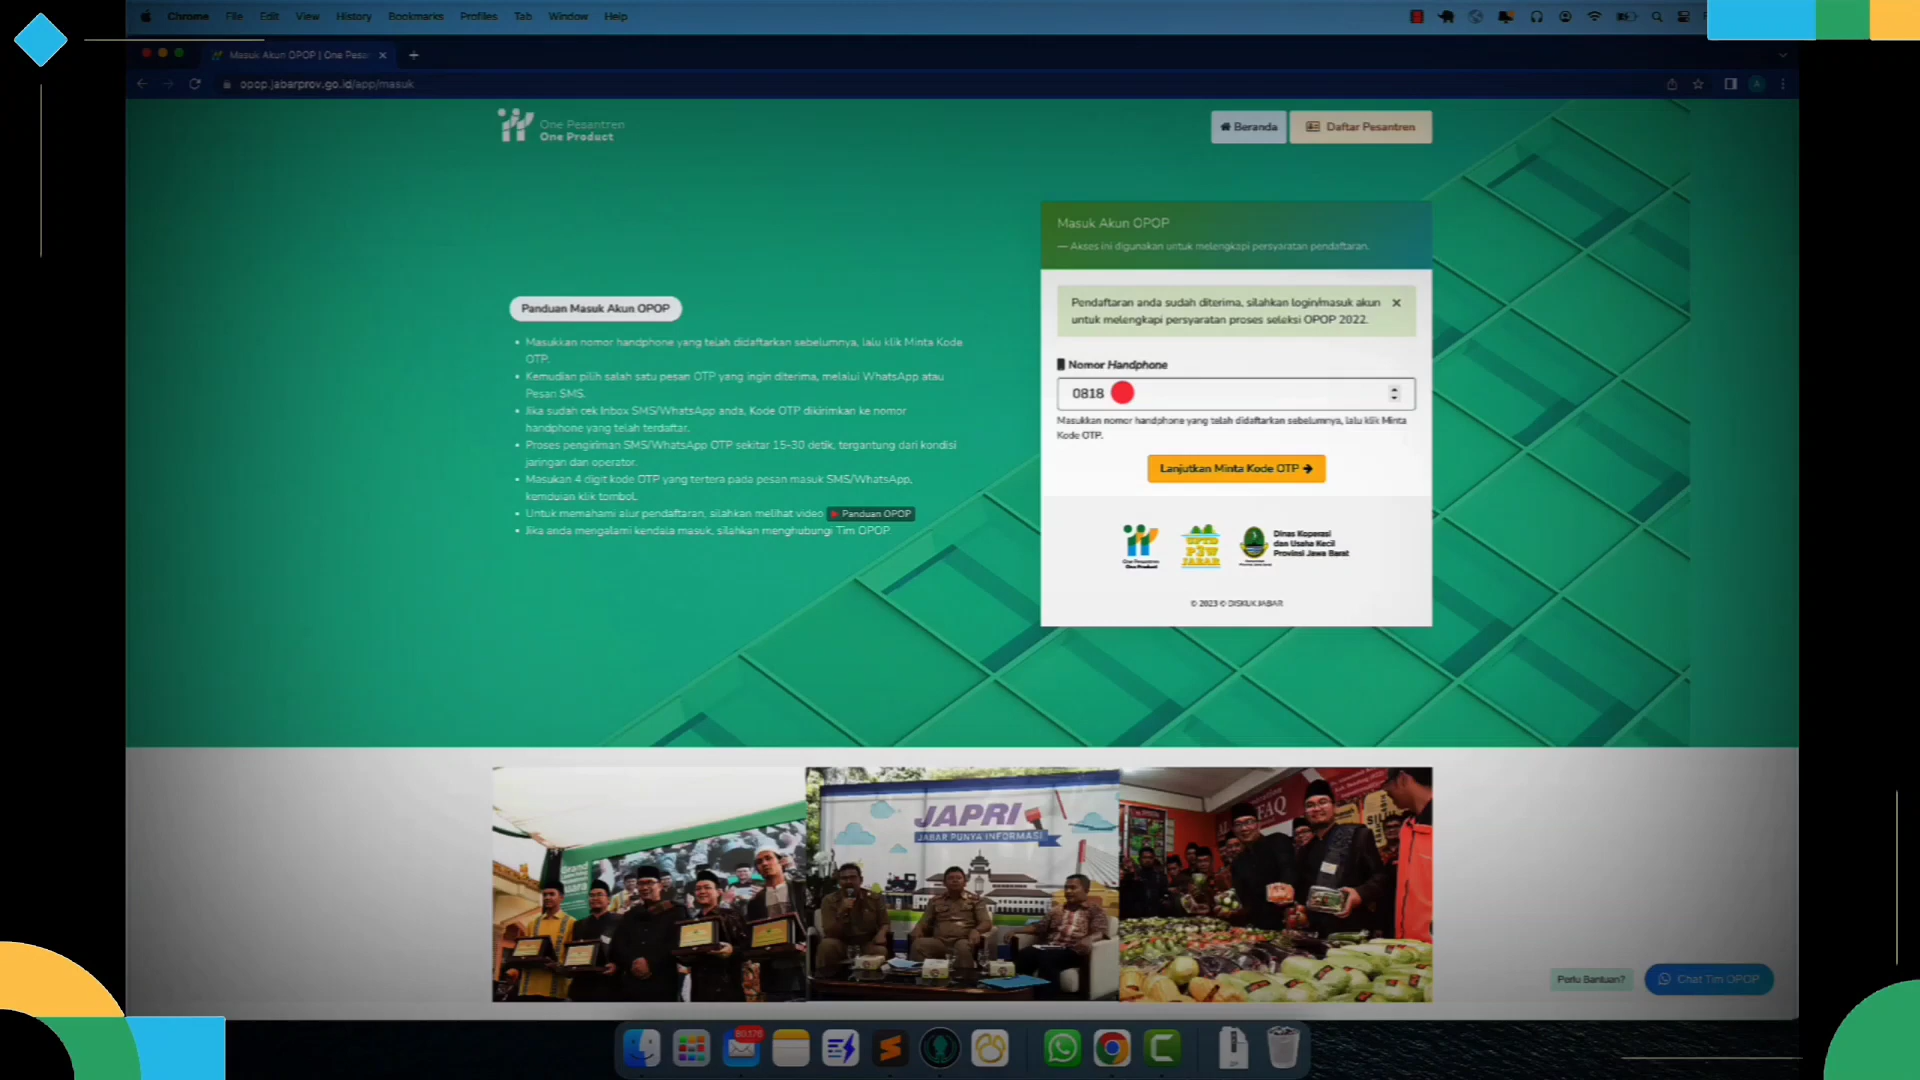 Chrome File Edit View History Bookmarks Profiles Tab Window Help
Masuk Akun OPOP | One Pesa
opop.jabarprov.go.id/app/masuk
One Pesantren
One Product
Beranda
Daftar Pesantren
Masuk Akun OPOP
— Akses ini digunakan untuk melengkapi persyaratan pendaftaran.
Pendaftaran anda sudah diterima, silahkan login/masuk akun
untuk melengkapi persyaratan proses seleksi OPOP 2022.
Nomor Handphone
0818
Masukkan nomor handphone yang telah didaftarkan sebelumnya, lalu klik Minta
Kode OTP.
Lanjutkan Minta Kode OTP
One Pesantren
One Product
UPTD
P3W
JABAR
Dinas Koperasi
dan Usaha Kecil
Provinsi Jawa Barat
© 2023 © DISKUK JABAR
Panduan Masuk Akun OPOP
• Masukkan nomor handphone yang telah didaftarkan sebelumnya, lalu klik Minta Kode
OTP.
• Kemudian pilih salah satu pesan OTP yang ingin diterima, melalui WhatsApp atau
Pesan SMS.
• Jika sudah cek Inbox SMS/WhatsApp anda, Kode OTP dikirimkan ke nomor
handphone yang telah terdaftar.
• Proses pengiriman SMS/WhatsApp OTP sekitar 15-30 detik, tergantung dari kondisi
jaringan dan operator.
• Masukan 4 digit kode OTP yang tertera pada pesan masuk SMS/WhatsApp,
kemduian klik tombol.
• Untuk memahami alur pendaftaran, silahkan melihat video Panduan OPOP
• Jika anda mengalami kendala masuk, silahkan menghubungi Tim OPOP.
JAPRI
JABAR PUNYA INFORMASI
FAQ
Perlu Bantuan?
Chat Tim OPOP